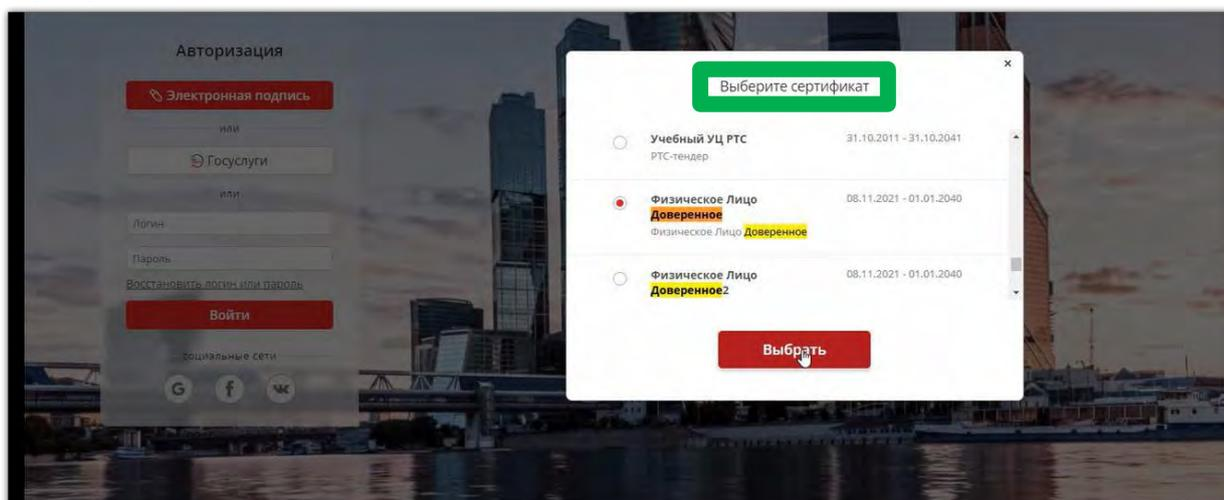 Авторизация
Электронная подпись
или
Госуслуги
или
Логин
Пароль
Восстановить логин или пароль
Войти
социальные сети
G f
Выберите сертификат
×
Учебный УЦ РТС
31.10.2011 - 31.10.2041
РТС-тендер
Физическое Лицо
08.11.2021 - 01.01.2040
Доверенное
Физическое Лицо Доверенное
Физическое Лицо
08.11.2021 - 01.01.2040
Доверенное2
Выбрать